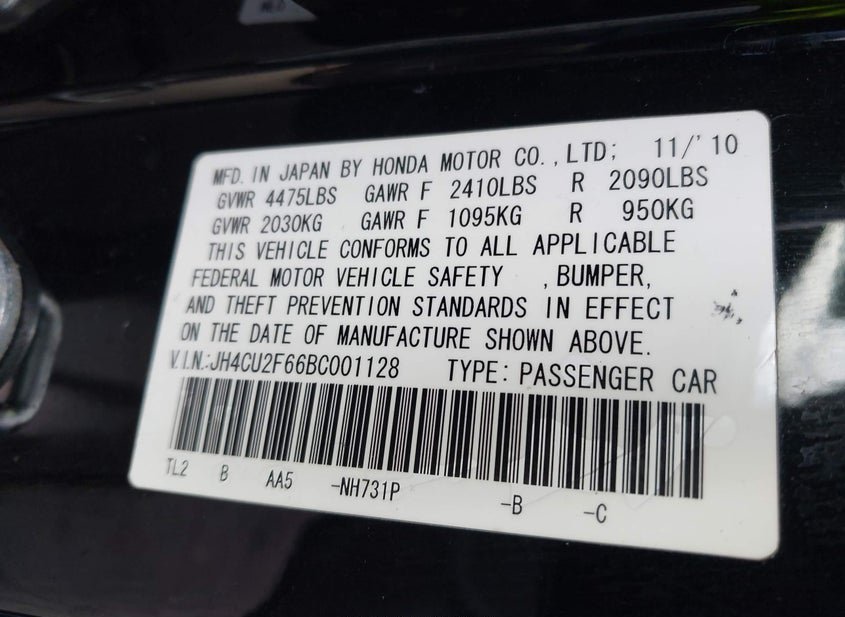 MFD. IN JAPAN BY HONDA MOTOR CO., LTD; 11/'10
GVWR 4475LBS GAWR F 2410LBS R 2090LBS
GVWR 2030KG GAWR F 1095KG R 950KG
THIS VEHICLE CONFORMS TO ALL APPLICABLE
FEDERAL MOTOR VEHICLE SAFETY , BUMPER,
AND THEFT PREVENTION STANDARDS IN EFFECT
ON THE DATE OF MANUFACTURE SHOWN ABOVE.
V.I.N.:JH4CU2F66BC001128 TYPE: PASSENGER CAR
TL2 B AA5 -NH731P -B -C